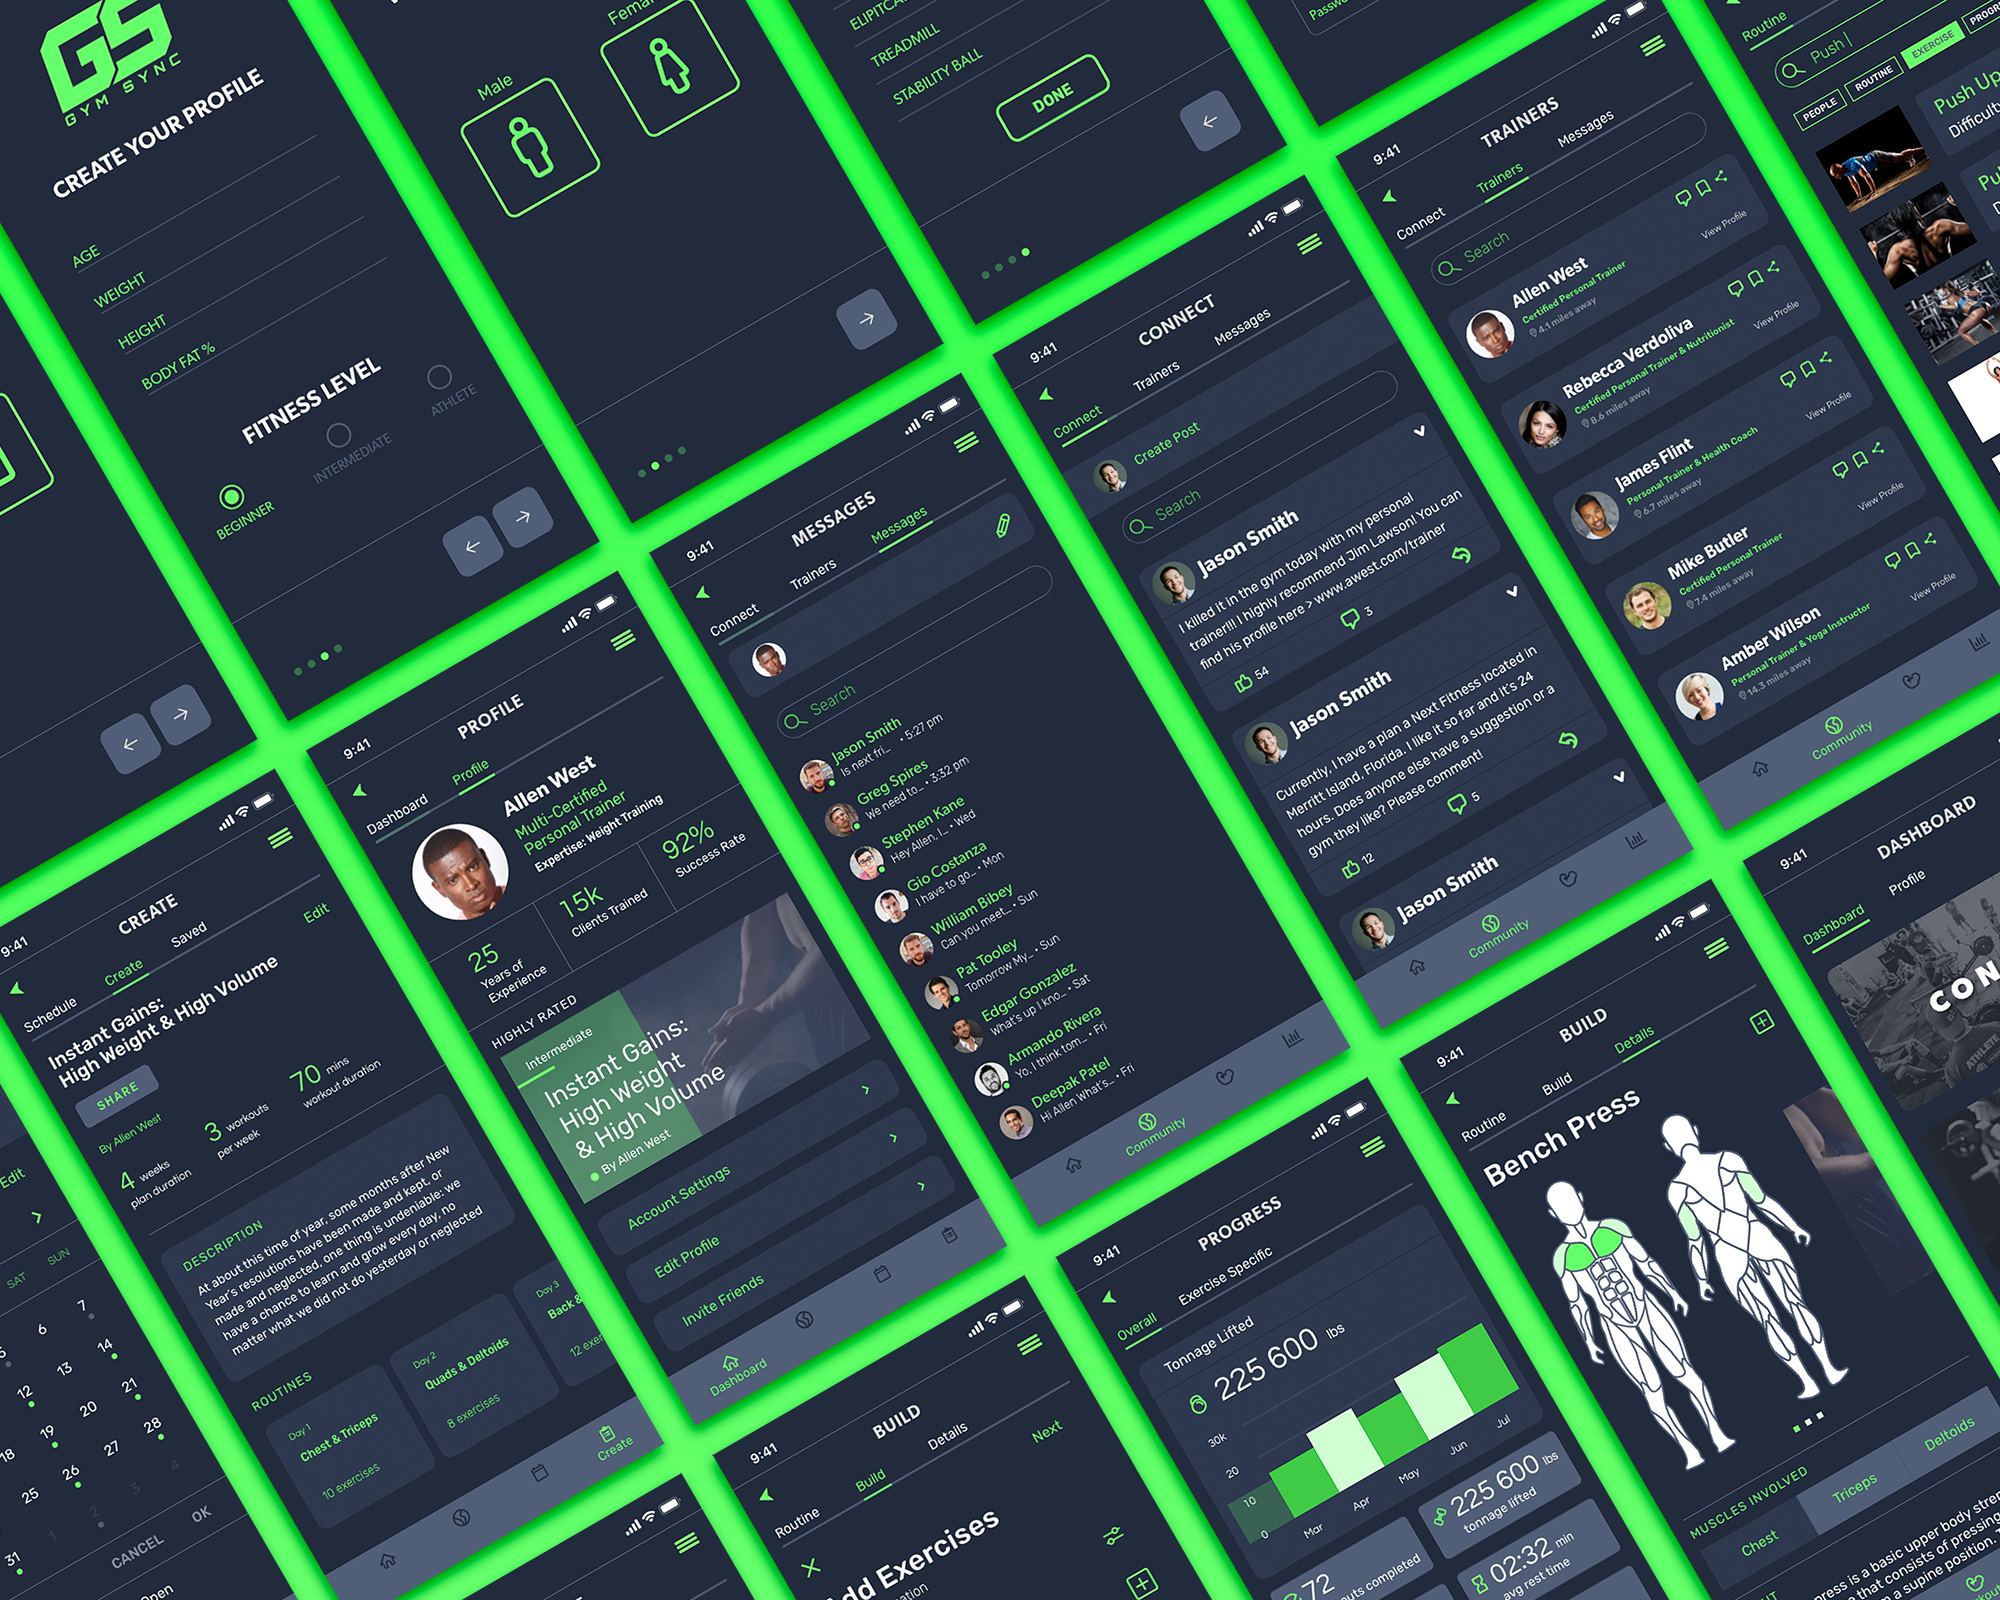 GS
GYM SYNC
CREATE YOUR PROFILE
AGE
WEIGHT
HEIGHT
BODY FAT %
FITNESS LEVEL
BEGINNER
INTERMEDIATE
ATHLETE
Male
TREADMILL
STABILITY BALL
DONE
9:41
TRAINERS
Connect
Trainers
Messages
Search
Allen West
Certified Personal Trainer
4.1 miles away
View Profile
Rebecca Verdoliva
Certified Personal Trainer & Nutritionist
8.6 miles away
View Profile
James Flint
Personal Trainer & Health Coach
6.7 miles away
View Profile
Mike Butler
Certified Personal Trainer
7.4 miles away
View Profile
Amber Wilson
Personal Trainer & Yoga Instructor
14.3 miles away
View Profile
Community
Routine
Push
PEOPLE
ROUTINE
EXERCISE
Push Up
9:41
CONNECT
Connect
Trainers
Messages
Create Post
Search
Jason Smith
I killed it in the gym today with my personal
trainer!!! I highly recommend Jim Lawson! You can
find his profile here > www.awest.com/trainer
54
3
Jason Smith
Currently, I have a plan a Next Fitness located in
Merritt Island, Florida. I like it so far and it's 24
hours. Does anyone else have a suggestion or a
gym they like? Please comment!
12
5
Jason Smith
Community
9:41
MESSAGES
Connect
Trainers
Messages
Search
Jason Smith
Is next fri... • 5:27 pm
Greg Spires
We need to... • 3:32 pm
Stephen Kane
Hey Allen, I... • Wed
Gio Costanza
I have to go... • Mon
William Bibey
Can you meet... • Sun
Pat Tooley
Tomorrow My... • Sun
Edgar Gonzalez
What's up I kno... • Sat
Armando Rivera
Yo, I think tom... • Fri
Deepak Patel
Hi Allen What's... • Fri
Community
9:41
PROFILE
Dashboard
Profile
Allen West
Multi-Certified
Personal Trainer
Expertise: Weight Training
25
Years of
Experience
15k
Clients Trained
92%
Success Rate
HIGHLY RATED
Intermediate
Instant Gains:
High Weight
& High Volume
By Allen West
Account Settings
Edit Profile
Invite Friends
Dashboard
9:41
CREATE
Schedule
Create
Saved
Edit
Instant Gains:
High Weight & High Volume
SHARE
By Allen West
4 weeks
plan duration
3 workouts
per week
70 mins
workout duration
DESCRIPTION
At about this time of year, some months after New
Year's resolutions have been made and kept, or
made and neglected, one thing is undeniable: we
have a chance to learn and grow every day, no
matter what we did not do yesterday or neglected
ROUTINES
Day 1
Chest & Triceps
10 exercises
Day 2
Quads & Deltoids
8 exercises
Day 3
Back &
Create
Edit
SAT
SUN
6
7
12
13
14
18
19
20
21
25
26
27
28
31
1
2
3
4
CANCEL
OK
9:41
DASHBOARD
Dashboard
Profile
ATHLETE
9:41
BUILD
Routine
Build
Details
Bench Press
MUSCLES INVOLVED
Chest
Triceps
Deltoids
press is a basic upper body
that consists of pressing
a supine position.
9:41
PROGRESS
Overall
Exercise Specific
Tonnage Lifted
225 600 lbs
30k
20
10
0
Mar
Apr
May
Jun
Jul
225 600 lbs
tonnage lifted
72
completed
02:32 min
avg rest time
9:41
BUILD
Routine
Build
Details
Next
Exercises